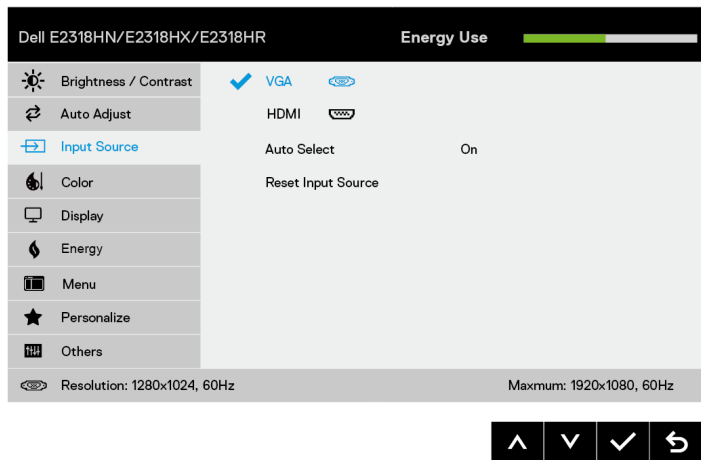 Dell E2318HN/E2318HX/E2318HR Energy Use
Brightness / Contrast VGA
Auto Adjust HDMI
Input Source Auto Select On
Color Reset Input Source
Display
Energy
Menu
Personalize
Others
Resolution: 1280x1024, 60Hz Maxmum: 1920x1080, 60Hz